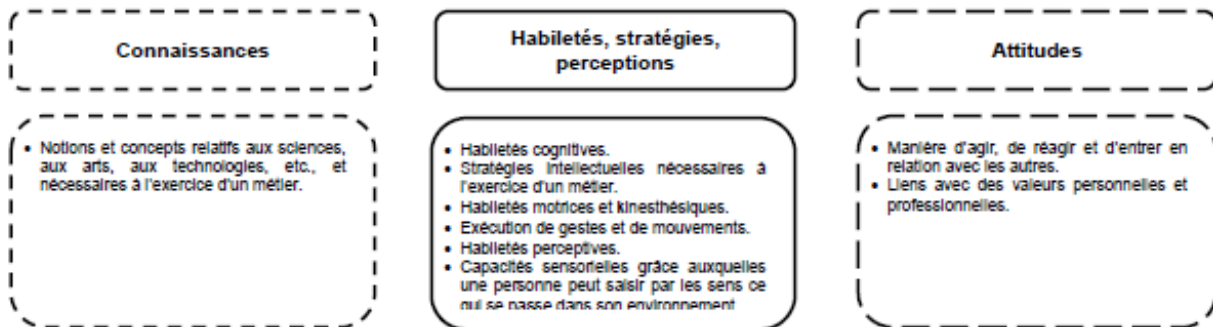 Connaissances
Habiletés, stratégies,
perceptions
Attitudes
• Notions et concepts relatifs aux sciences,
aux arts, aux technologies, etc., et
nécessaires à l'exercice d'un métier.
• Habiletés cognitives.
• Stratégies intellectuelles nécessaires à
l'exercice d'un métier.
• Habiletés motrices et kinesthésiques.
• Exécution de gestes et de mouvements.
• Habiletés perceptives.
• Capacités sensorielles grâce auxquelles
une personne peut saisir par les sens ce
qui se passe dans son environnement
• Manière d'agir, de réagir et d'entrer en
relation avec les autres.
• Liens avec des valeurs personnelles et
professionnelles.